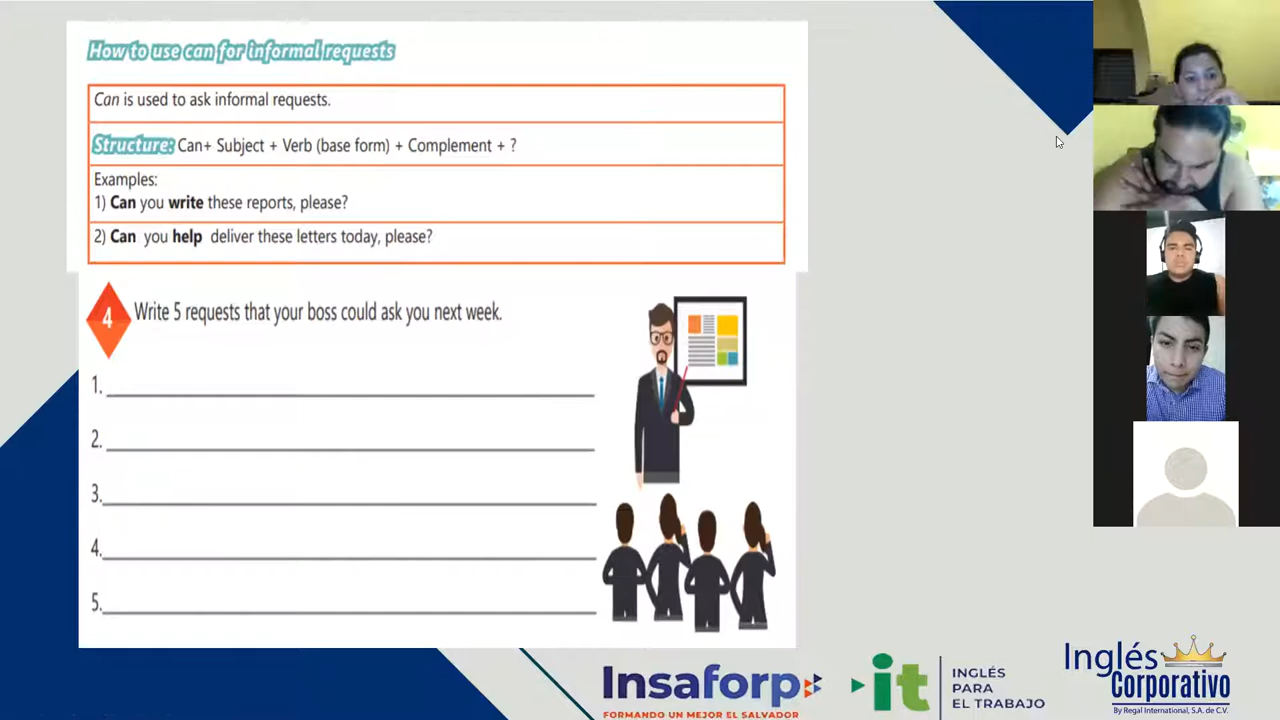 How to use can for informal requests
Can is used to ask informal requests.
Structure: Can+ Subject + Verb (base form) + Complement + ?
Examples:
1) Can you write these reports, please?
2) Can you help deliver these letters today, please?
4 Write 5 requests that your boss could ask you next week.
1.
2.
3.
4.
5.
Insaforp
FORMANDO UN MEJOR EL SALVADOR
it
INGLÉS
PARA
EL TRABAJO
Inglés
Corporativo
By Regal International, S.A. de C.V.